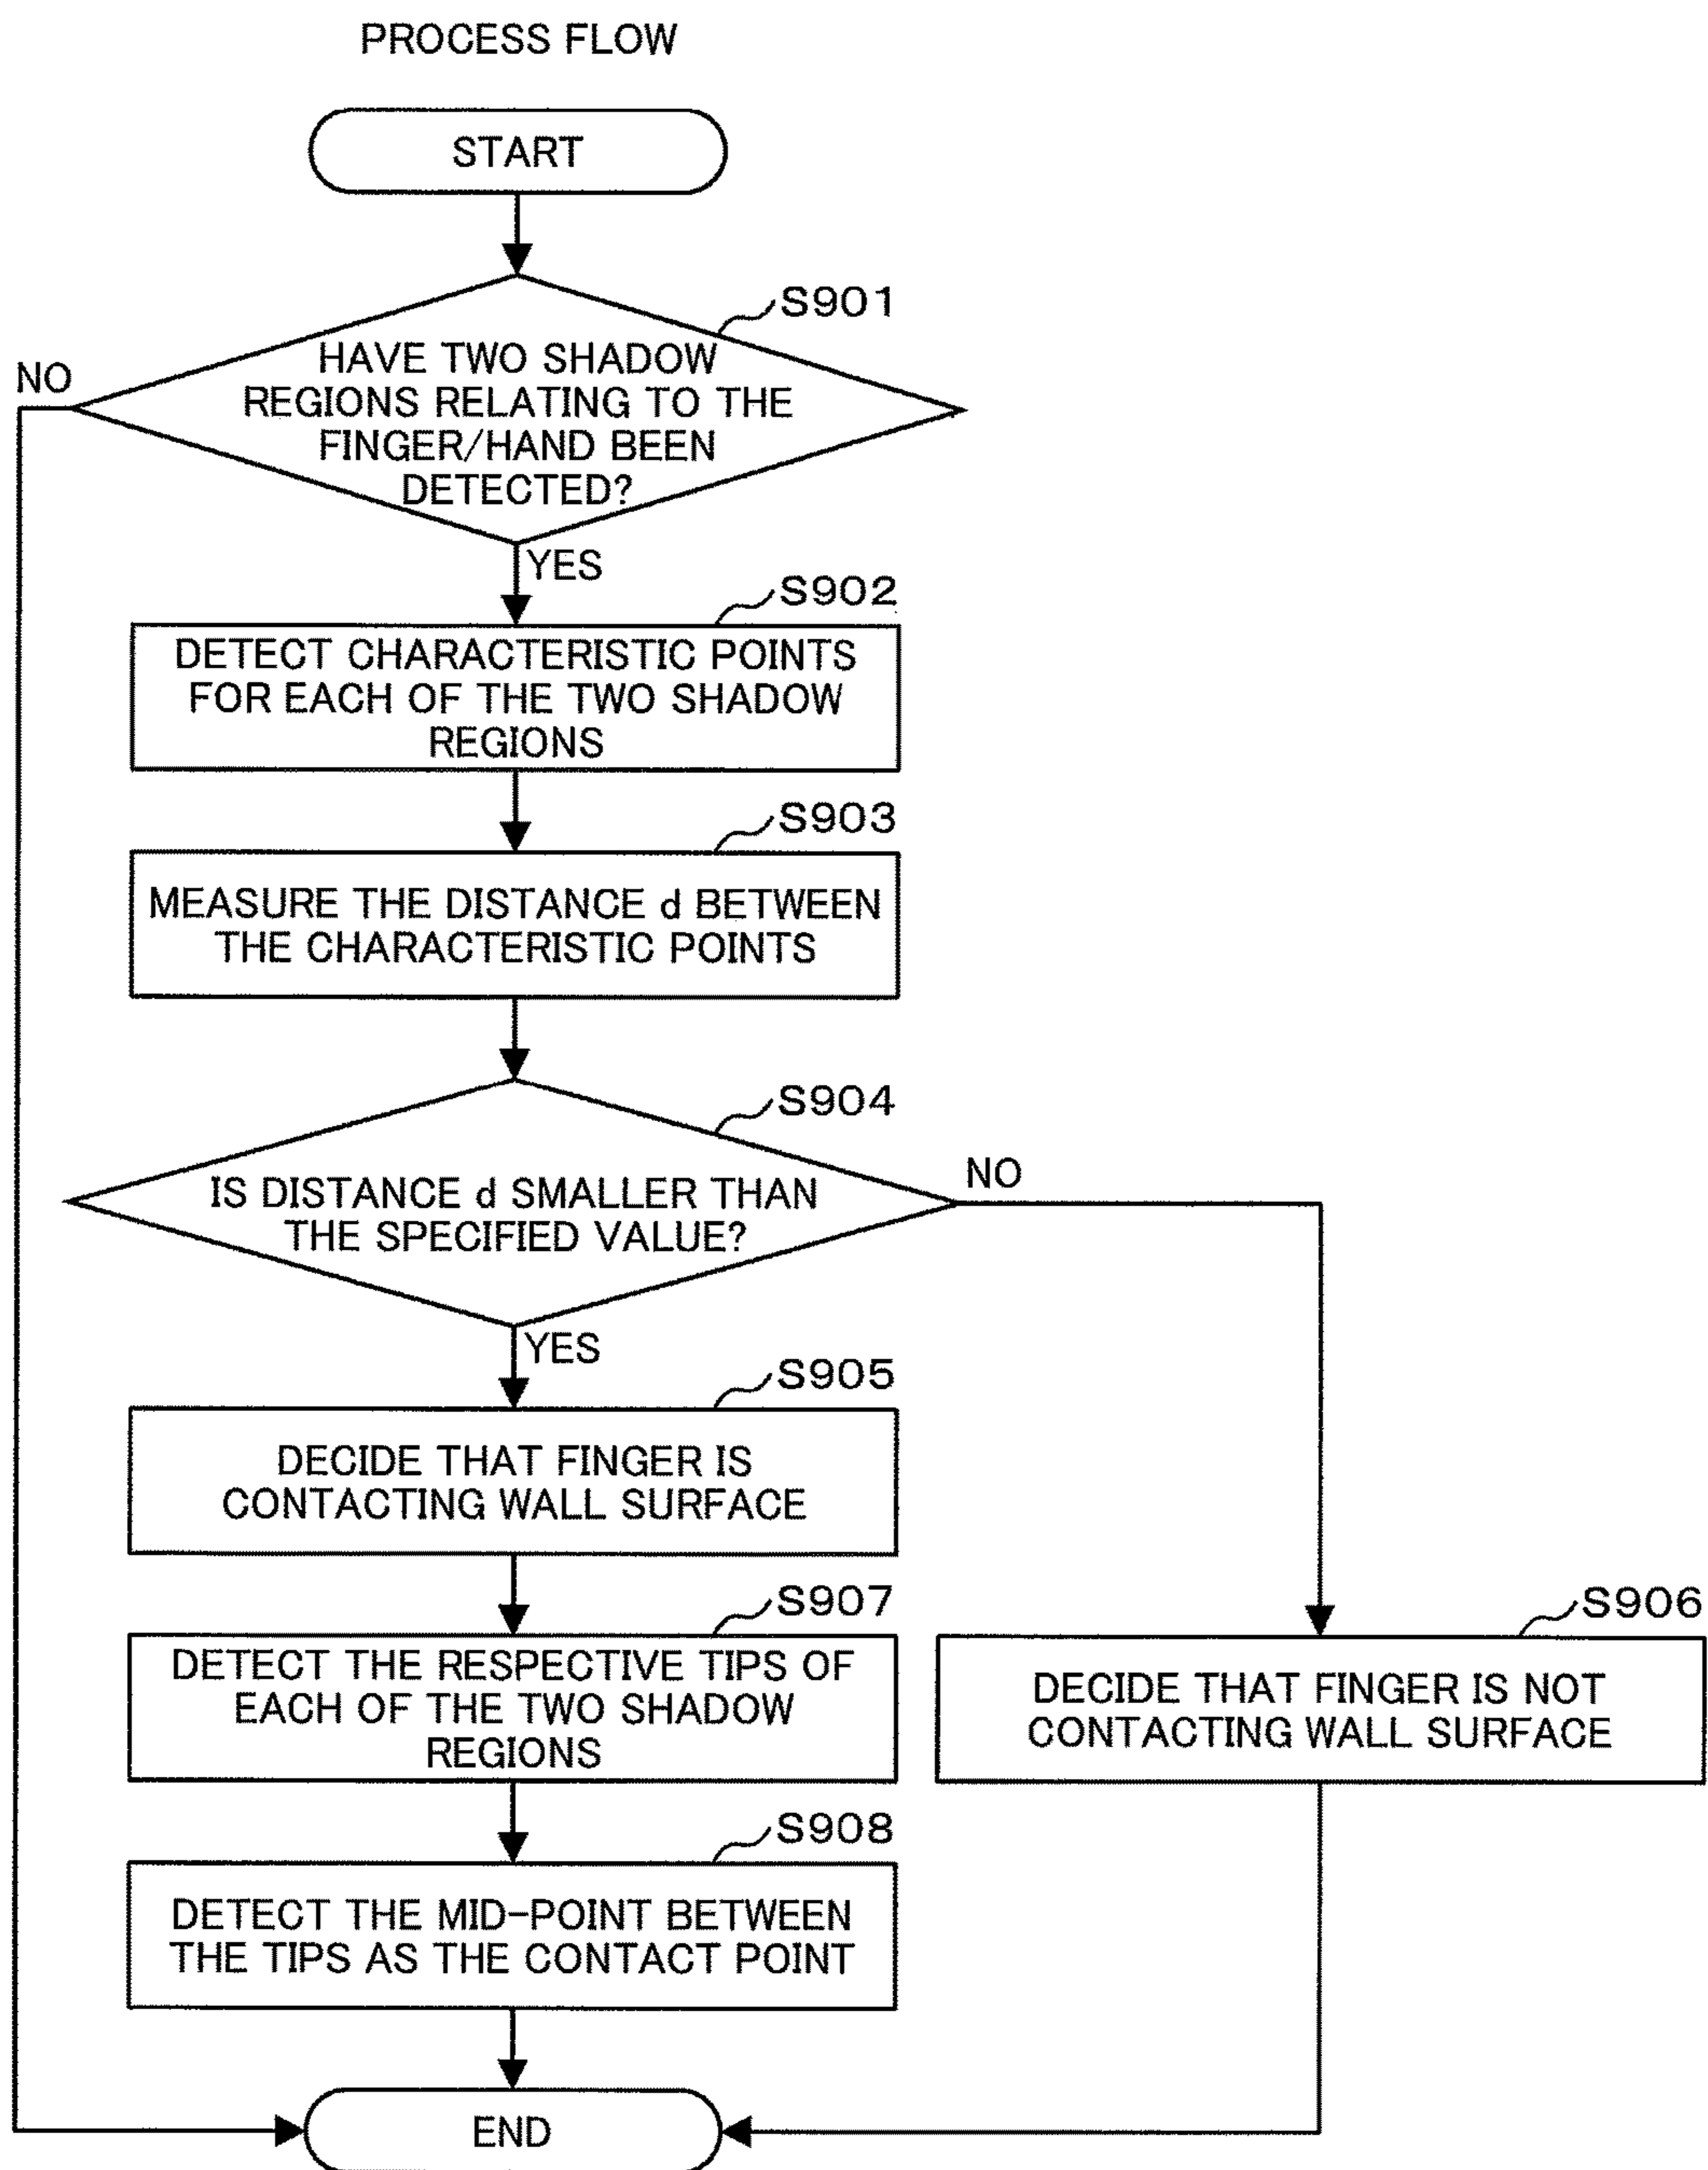 PROCESS FLOW
START
S901
HAVE TWO SHADOW
REGIONS RELATING TO THE
FINGER/HAND BEEN
DETECTED?
NO
YES
S902
DETECT CHARACTERISTIC POINTS
FOR EACH OF THE TWO SHADOW
REGIONS
S903
MEASURE THE DISTANCE d BETWEEN
THE CHARACTERISTIC POINTS
S904
IS DISTANCE d SMALLER THAN
THE SPECIFIED VALUE?
NO
YES
S905
DECIDE THAT FINGER IS
CONTACTING WALL SURFACE
S907
DETECT THE RESPECTIVE TIPS OF
EACH OF THE TWO SHADOW
REGIONS
S906
DECIDE THAT FINGER IS NOT
CONTACTING WALL SURFACE
S908
DETECT THE MID-POINT BETWEEN
THE TIPS AS THE CONTACT POINT
END